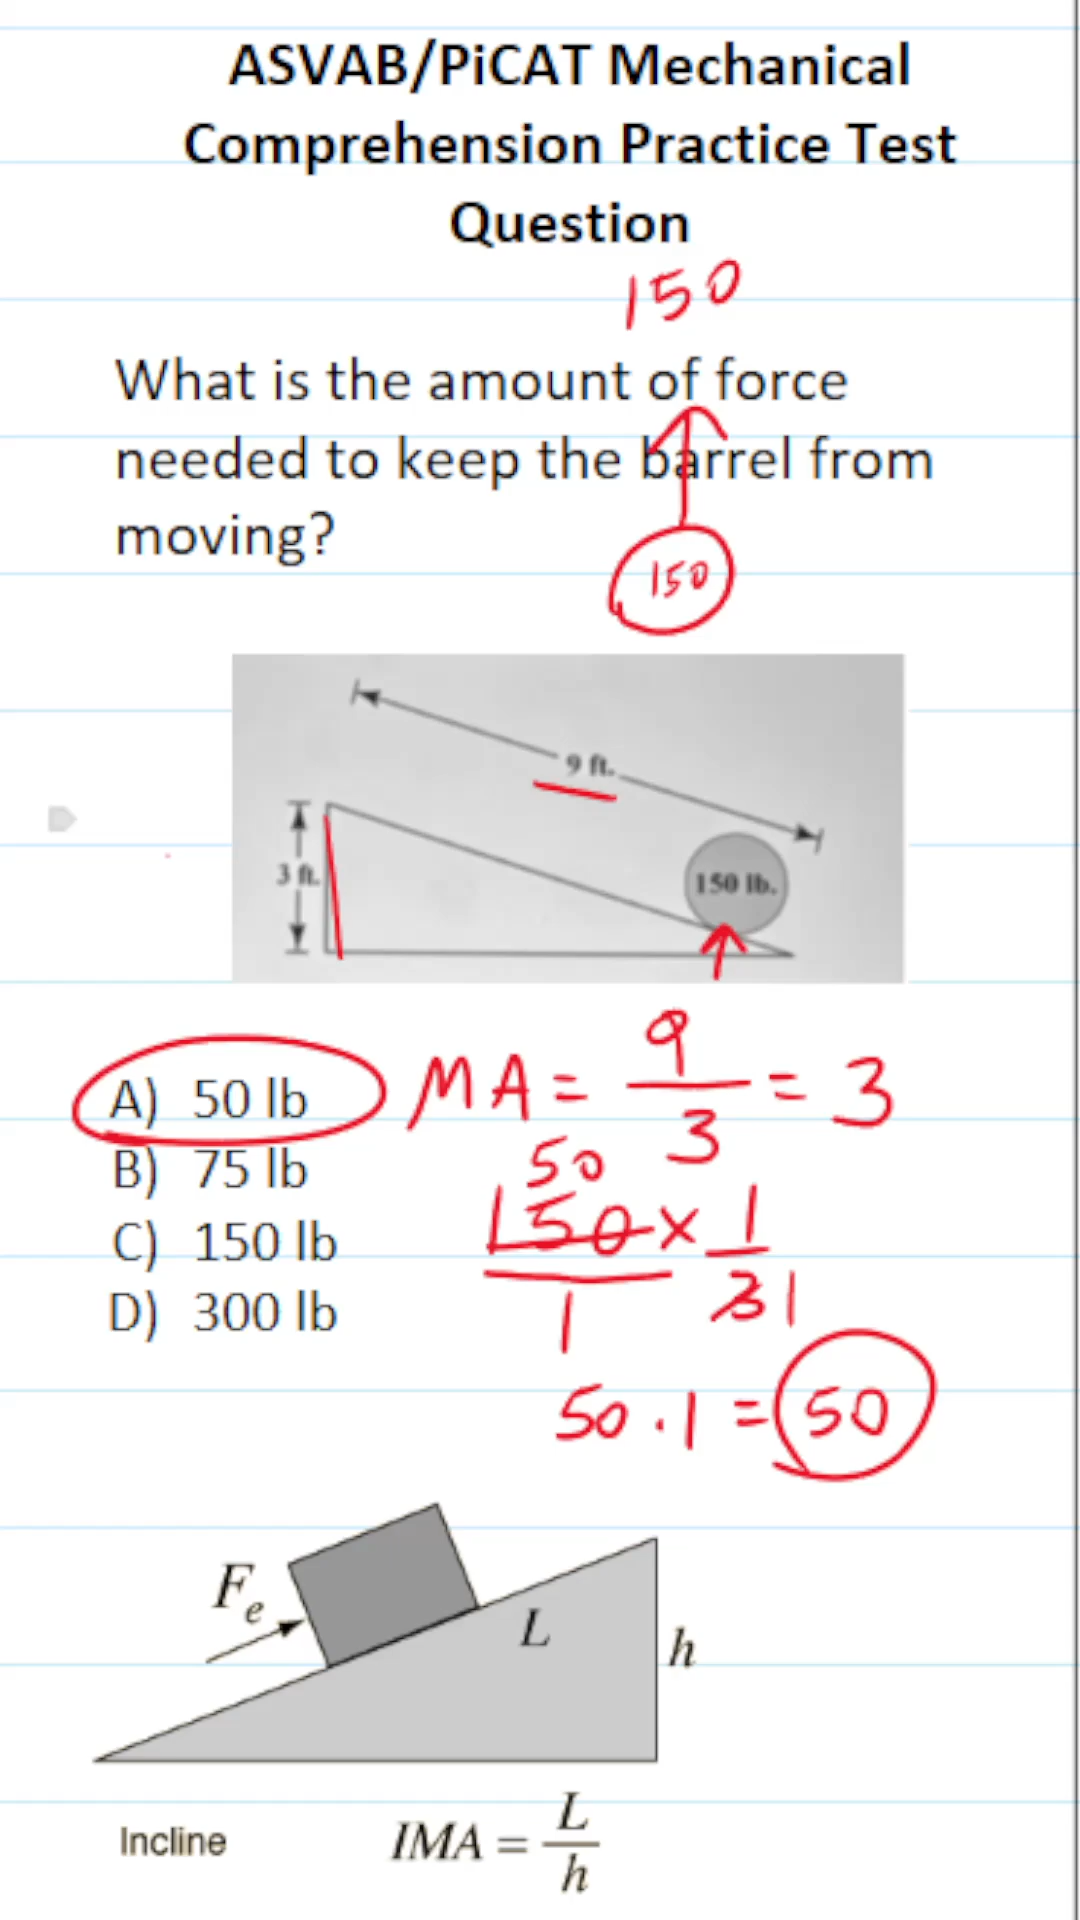 ASVAB/PiCAT Mechanical
Comprehension Practice Test
Question
150
What is the amount of force
needed to keep the barrel from
moving?
150
9 ft.
3 ft.
150 lb.
A) 50 lb
B) 75 lb
C) 150 lb
D) 300 lb
MA = 9/3 = 3
50
150/1 × 1/3 1
50 · 1 = 50
Fe
L
h
Incline
IMA = L/h